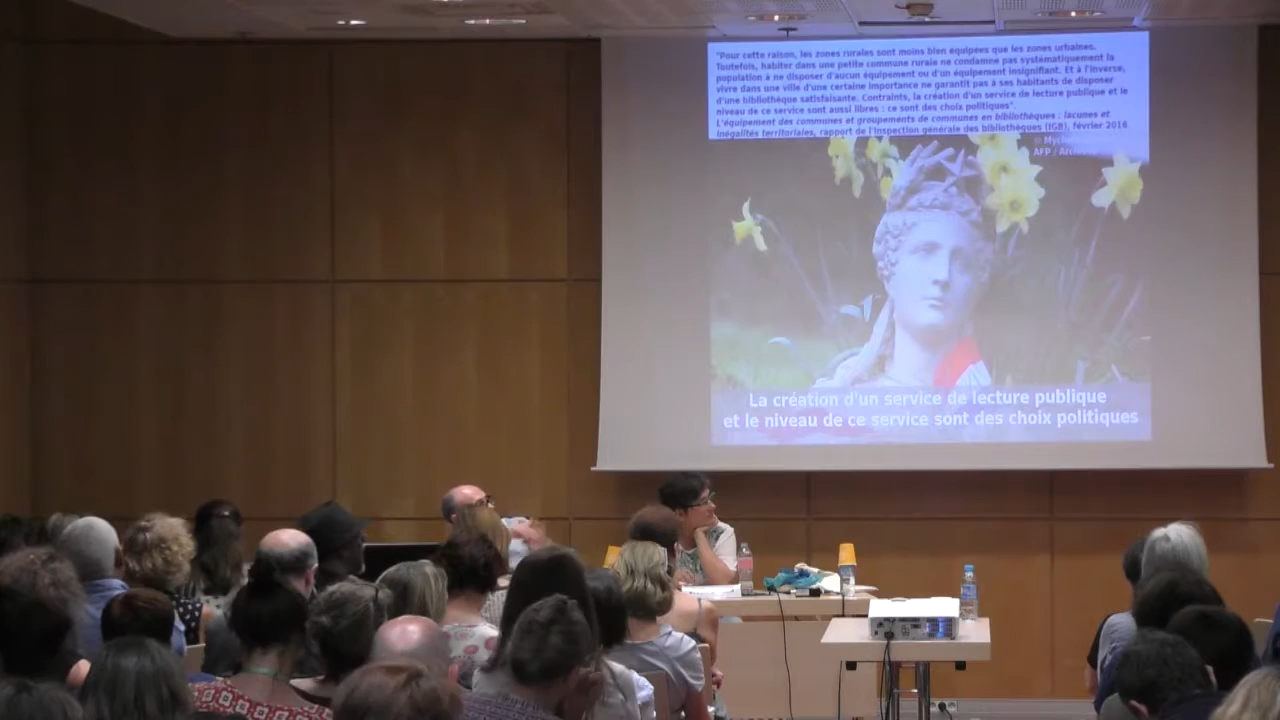 "Pour cette raison, les zones rurales sont moins bien équipées que les zones urbaines.
Toutefois, habiter dans une petite commune rurale ne condamne pas systématiquement la
population à ne disposer d'aucun équipement ou d'un équipement insignifiant. Et à l'inverse,
vivre dans une ville d'une certaine importance ne garantit pas à ses habitants de disposer
d'une bibliothèque satisfaisante. Contraints, la création d'un service de lecture publique et le
niveau de ce service sont aussi libres : ce sont des choix politiques".
L'équipement des communes et groupements de communes en bibliothèques : lacunes et
inégalités territoriales, rapport de l'Inspection générale des bibliothèques (IGB), février 2016
AFP
La création d'un service de lecture publique
et le niveau de ce service sont des choix politiques